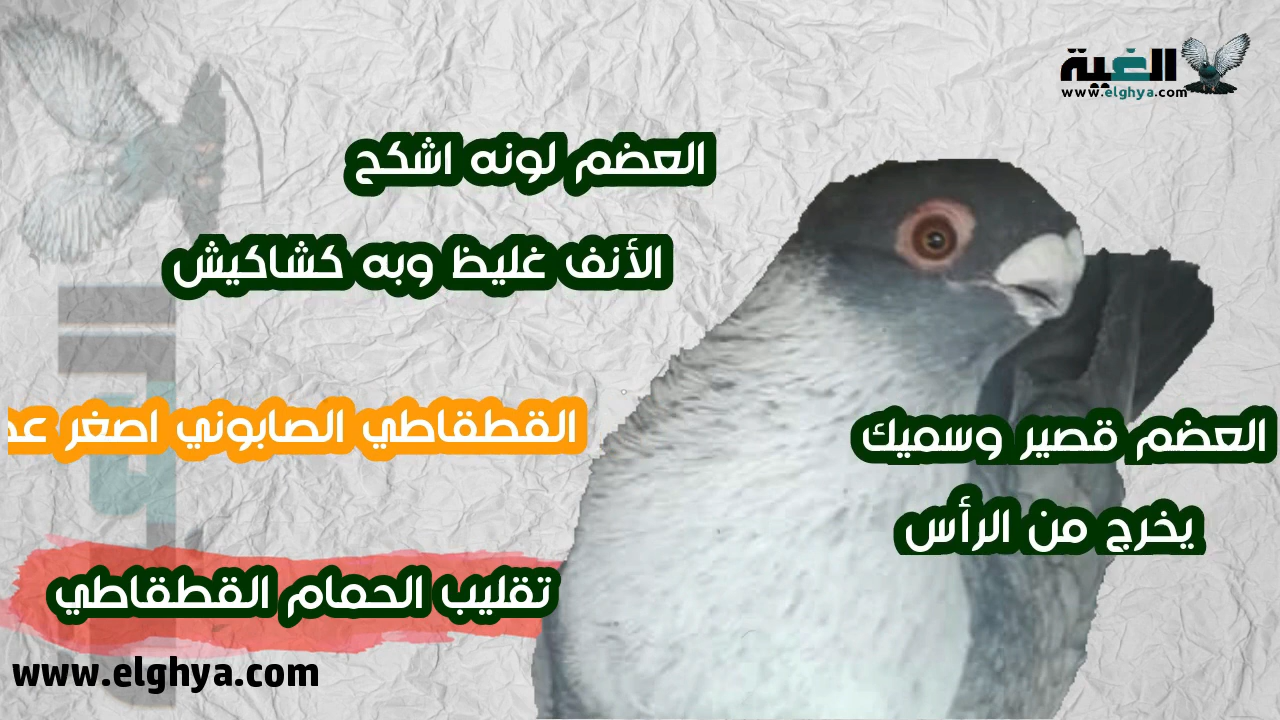 الغية
www.elghya.com
العضم لونه اشكح
الأنف غليظ وبه كشاكيش
القطقاطي الصابوني اصغر
العضم قصير وسميك
يخرج من الرأس
تقليب الحمام القطقاطي
www.elghya.com